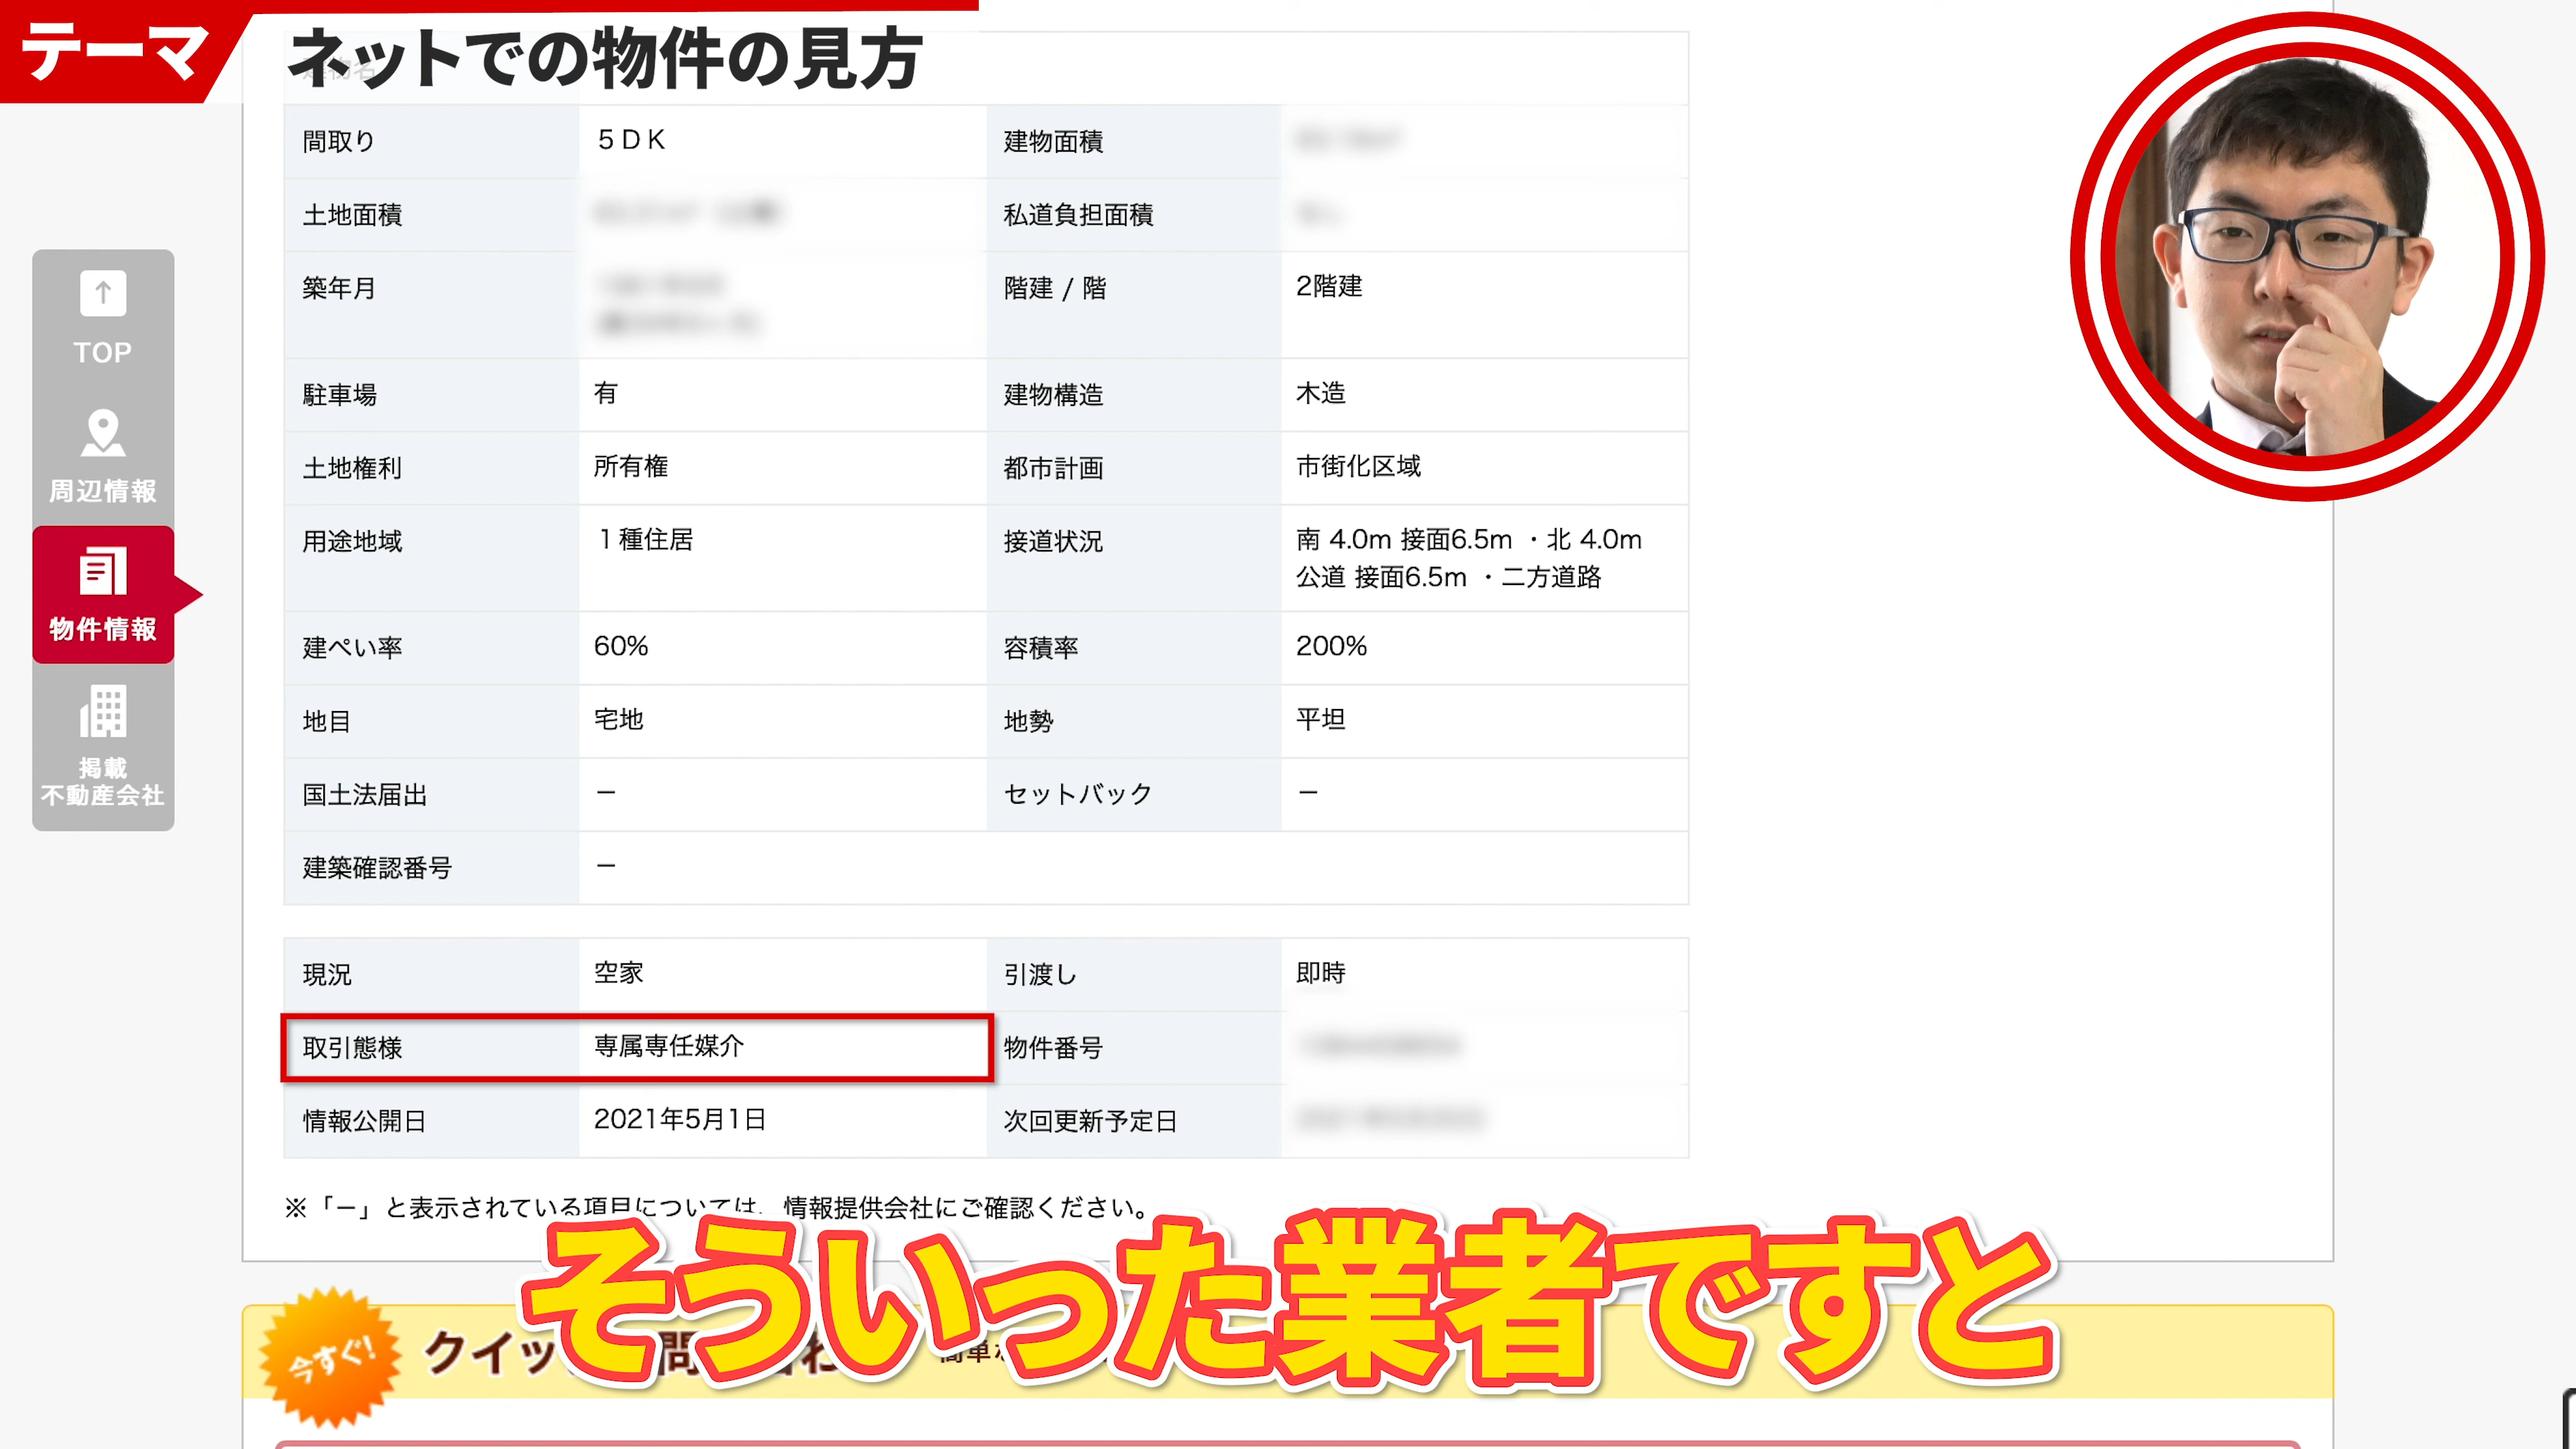 テーマ
ネットでの物件の見方
間取り ５ＤＫ 建物面積
土地面積 私道負担面積
築年月 階建 / 階 2階建
駐車場 有 建物構造 木造
土地権利 所有権 都市計画 市街化区域
用途地域 １種住居 接道状況 南 4.0m 接面6.5m ・北 4.0m
公道 接面6.5m ・二方道路
建ぺい率 60% 容積率 200%
地目 宅地 地勢 平坦
国土法届出 － セットバック －
建築確認番号 －
現況 空家 引渡し 即時
取引態様 専属専任媒介 物件番号
情報公開日 2021年5月1日 次回更新予定日
※「－」と表示されている項目については、情報提供会社にご確認ください。
TOP
周辺情報
物件情報
掲載
不動産会社
今すぐ!
クイッ
簡単
そういった業者ですと